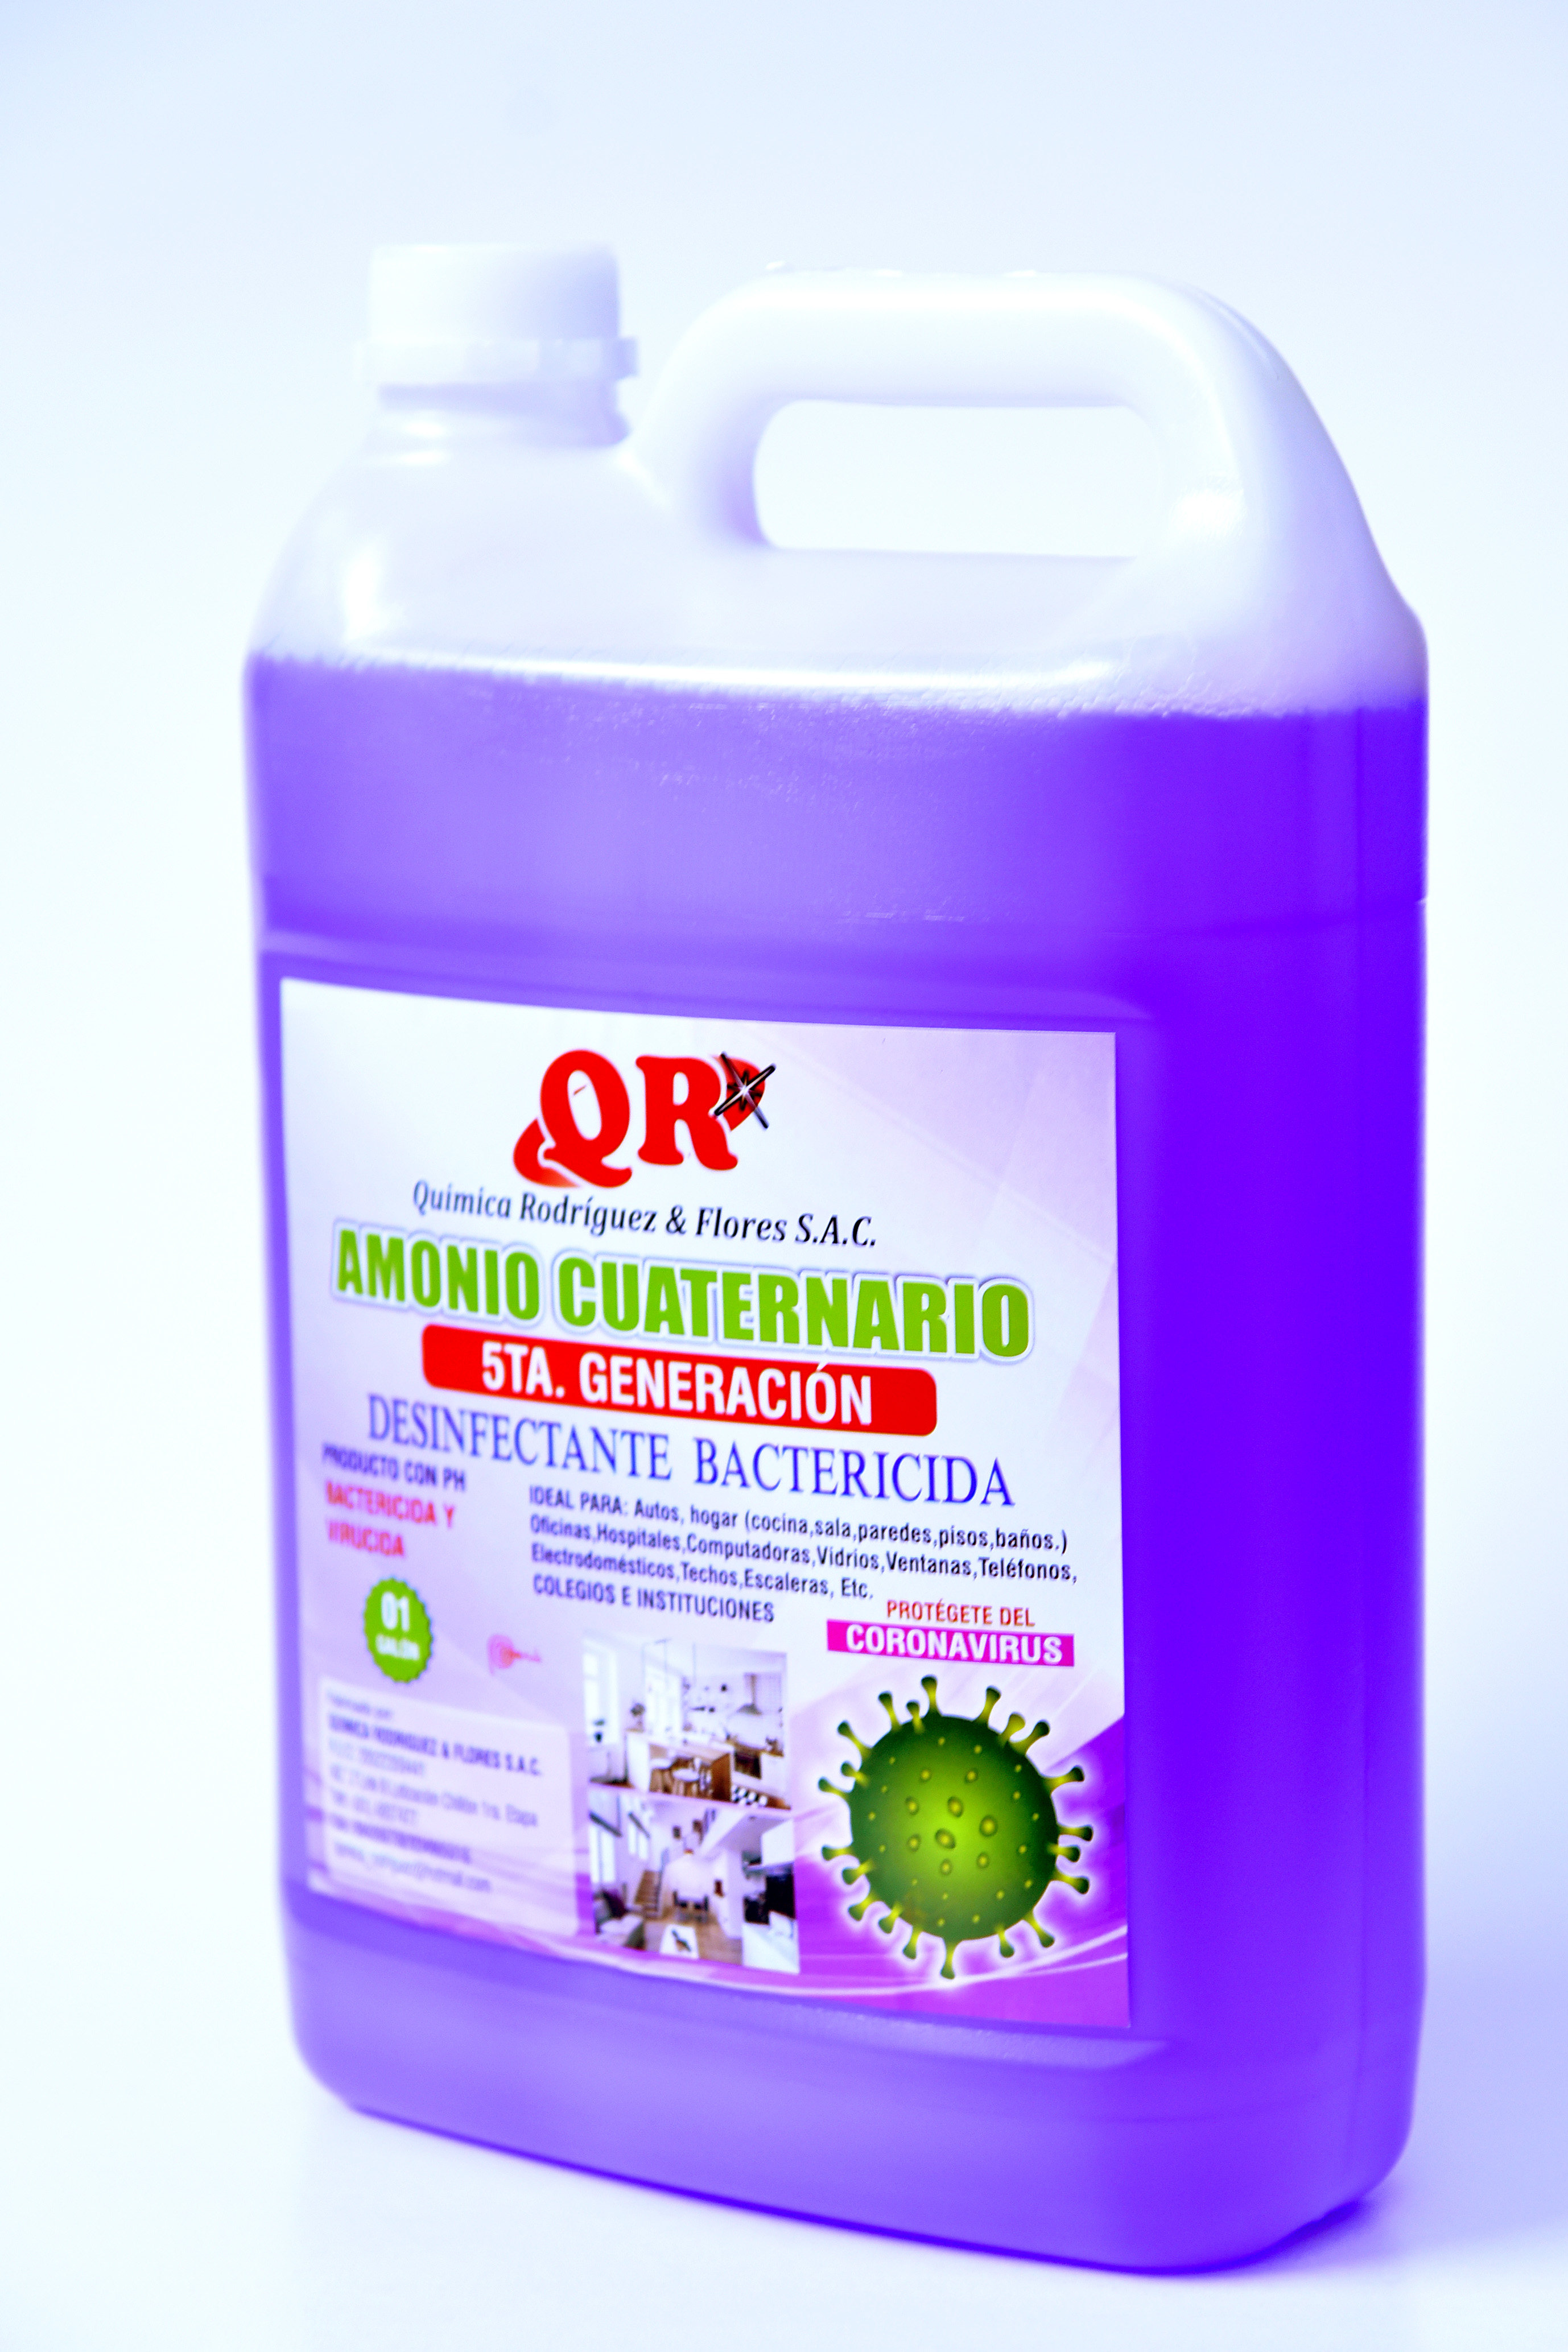 QR
Quimica Rodríguez & Flores S.A.C.
AMONIO CUATERNARIO
5TA. GENERACIÓN
DESINFECTANTE BACTERICIDA
PRODUCTO CON PH
BACTERICIDA Y
VIRUCIDA
IDEAL PARA: Autos, hogar (cocina,sala,paredes,pisos,baños.)
Oficinas,Hospitales,Computadoras,Vidrios,Ventanas,Teléfonos,
Electrodomésticos,Techos,Escaleras, Etc.
COLEGIOS E INSTITUCIONES
01
GALÓN
PROTÉGETE DEL
CORONAVIRUS
QUIMICA RODRIGUEZ & FLORES S.A.C.